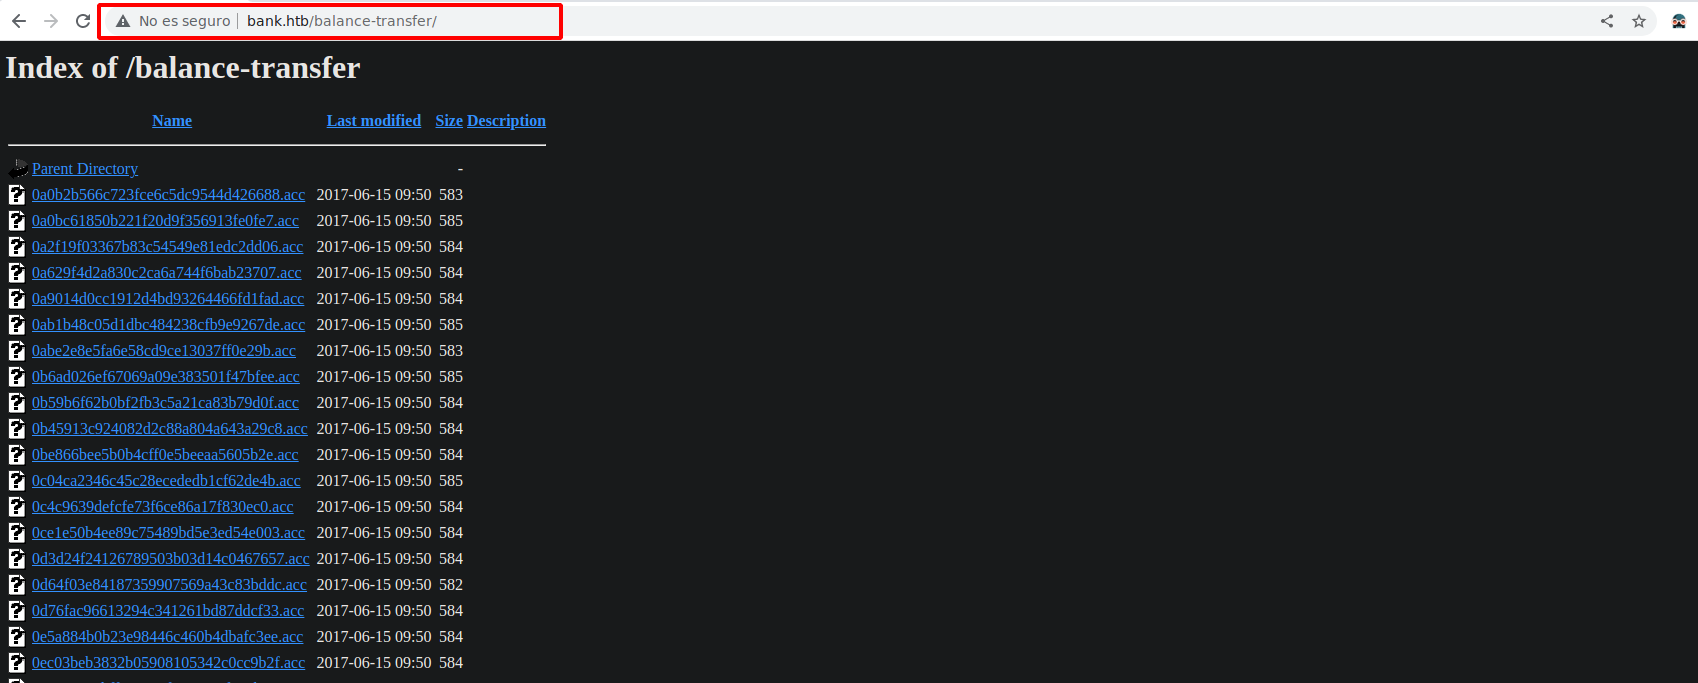 No es seguro | bank.htb/balance-transfer/
Index of /balance-transfer
Name Last modified Size Description
Parent Directory -
0a0b2b566c723fce6c5dc9544d426688.acc 2017-06-15 09:50 583
0a0bc61850b221f20d9f356913fe0fe7.acc 2017-06-15 09:50 585
0a2f19f03367b83c54549e81edc2dd06.acc 2017-06-15 09:50 584
0a629f4d2a830c2ca6a744f6bab23707.acc 2017-06-15 09:50 584
0a9014d0cc1912d4bd93264466fd1fad.acc 2017-06-15 09:50 584
0ab1b48c05d1dbc484238cfb9e9267de.acc 2017-06-15 09:50 585
0abe2e8e5fa6e58cd9ce13037ff0e29b.acc 2017-06-15 09:50 583
0b6ad026ef67069a09e383501f47bfee.acc 2017-06-15 09:50 585
0b59b6f62b0bf2fb3c5a21ca83b79d0f.acc 2017-06-15 09:50 584
0b45913c924082d2c88a804a643a29c8.acc 2017-06-15 09:50 584
0be866bee5b0b4cff0e5beeaa5605b2e.acc 2017-06-15 09:50 584
0c04ca2346c45c28ecededb1cf62de4b.acc 2017-06-15 09:50 585
0c4c9639defcfe73f6ce86a17f830ec0.acc 2017-06-15 09:50 584
0ce1e50b4ee89c75489bd5e3ed54e003.acc 2017-06-15 09:50 584
0d3d24f24126789503b03d14c0467657.acc 2017-06-15 09:50 584
0d64f03e84187359907569a43c83bddc.acc 2017-06-15 09:50 582
0d76fac96613294c341261bd87ddcf33.acc 2017-06-15 09:50 584
0e5a884b0b23e98446c460b4dbafc3ee.acc 2017-06-15 09:50 584
0ec03beb3832b05908105342c0cc9b2f.acc 2017-06-15 09:50 584